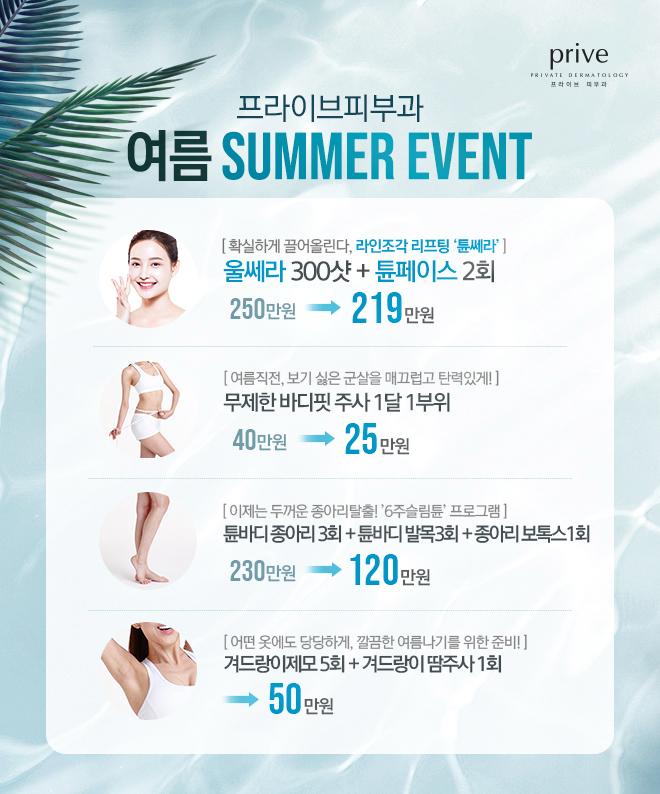 prive
PRIVATE DERMATOLOGY
프라이브 피부과
프라이브피부과
여름 SUMMER EVENT
[ 확실하게 끌어올린다, 라인조각 리프팅 '튠쎄라' ]
울쎄라 300샷 + 튠페이스 2회
250만원 219만원
[ 여름직전, 보기 싫은 군살을 매끄럽고 탄력있게! ]
무제한 바디핏 주사 1달 1부위
40만원 25만원
[ 이제는 두꺼운 종아리탈출! '6주슬림튠' 프로그램 ]
튠바디 종아리 3회 + 튠바디 발목3회 + 종아리 보톡스1회
230만원 120만원
[ 어떤 옷에도 당당하게, 깔끔한 여름나기를 위한 준비! ]
겨드랑이제모 5회 + 겨드랑이 땀주사 1회
50만원